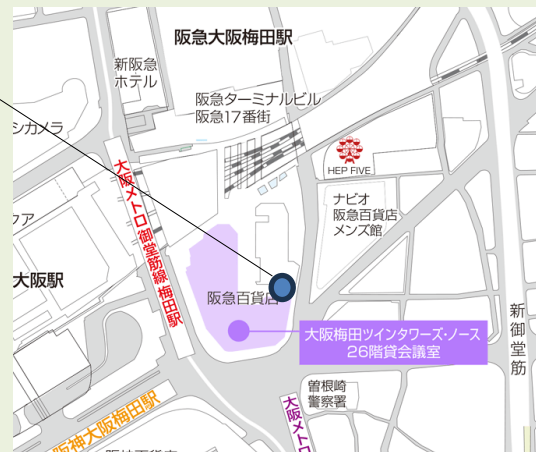 阪急大阪梅田駅
新阪急
ホテル
阪急ターミナルビル
阪急17番街
シカメラ
HEP FIVE
大阪メトロ御堂筋線 梅田駅
ナビオ
阪急百貨店
メンズ館
クア
大阪駅
阪急百貨店
大阪梅田ツインタワーズ・ノース
26階貸会議室
新御堂筋
曽根崎
警察署
阪神大阪梅田駅
大阪メトロ